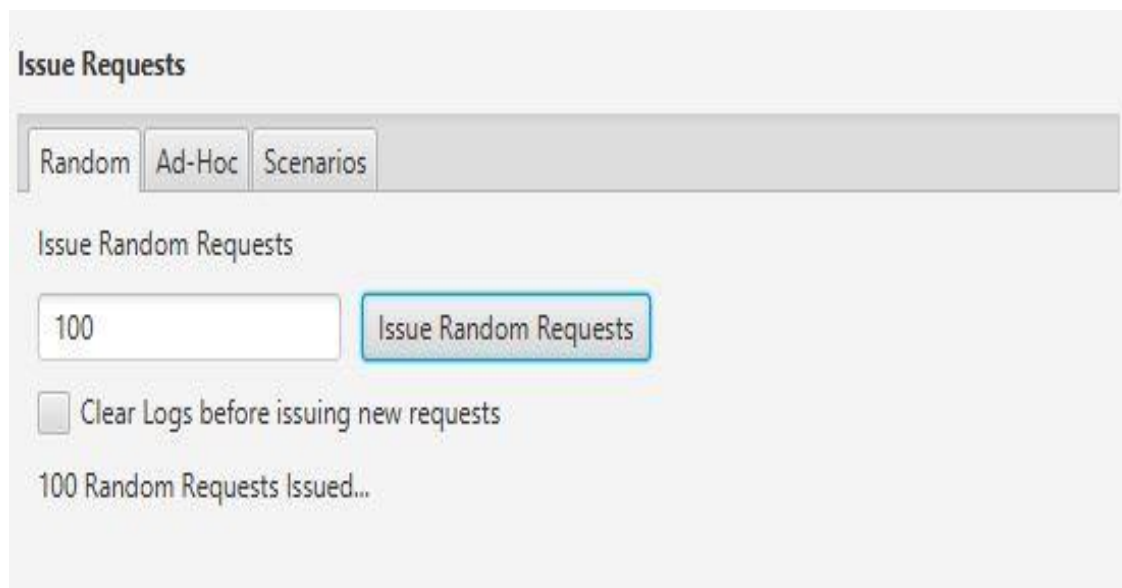 Issue Requests
Random Ad-Hoc Scenarios
Issue Random Requests
100 Issue Random Requests
Clear Logs before issuing new requests
100 Random Requests Issued...